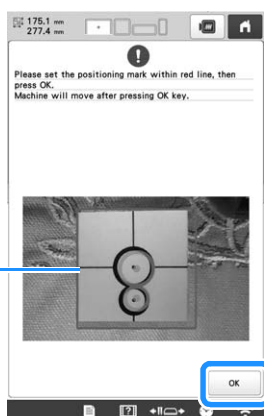 175.1 mm
277.4 mm
Please set the positioning mark within red line, then
press OK.
Machine will move after pressing OK key.
OK